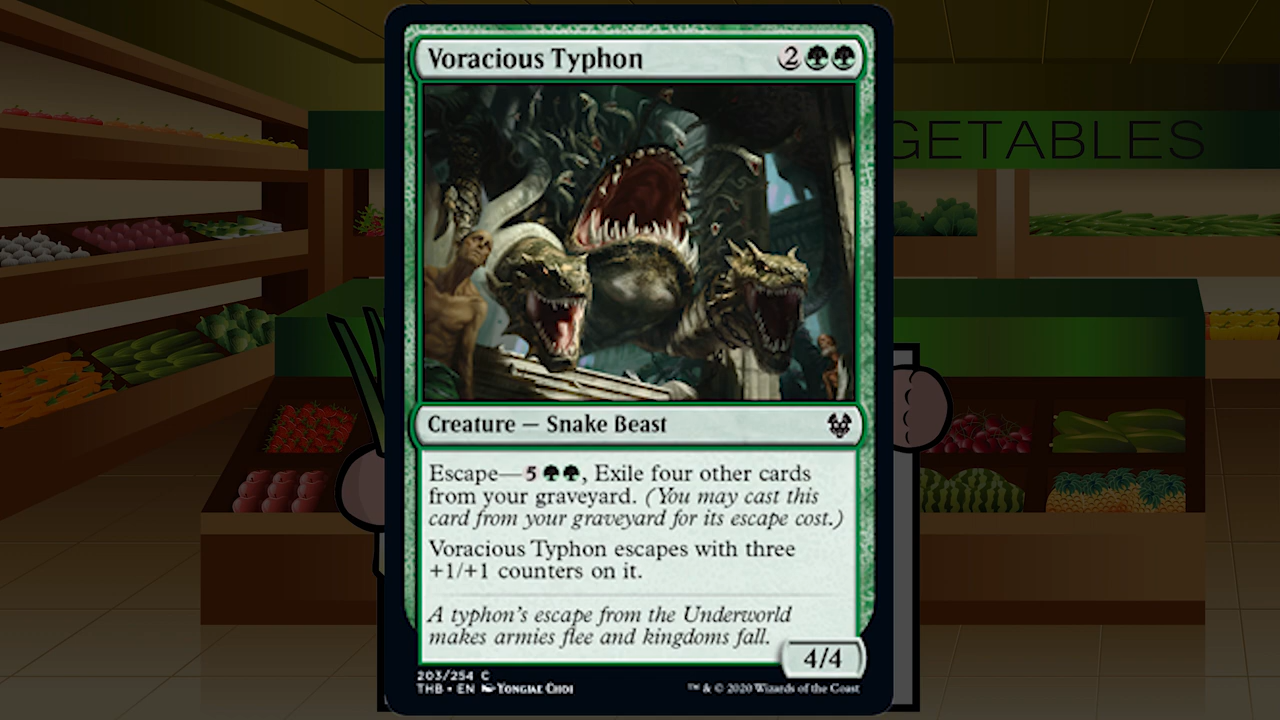 GETABLES
Voracious Typhon 2
Creature — Snake Beast
Escape—5, Exile four other cards
from your graveyard. (You may cast this
card from your graveyard for its escape cost.)
Voracious Typhon escapes with three
+1/+1 counters on it.
A typhon's escape from the Underworld
makes armies flee and kingdoms fall.
4/4
203/254 C
THB • EN Yongjae Choi
™ & © 2020 Wizards of the Coast